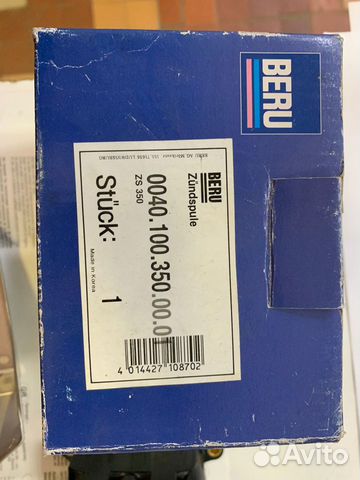 BERU
BERU AG Mörikestr. 155, 71636 LUDWIGSBURG
BERU
Zündspule
0040.100.350.00.01
ZS 350
Stück: 1
Made in Korea
4 014427 108702
Avito